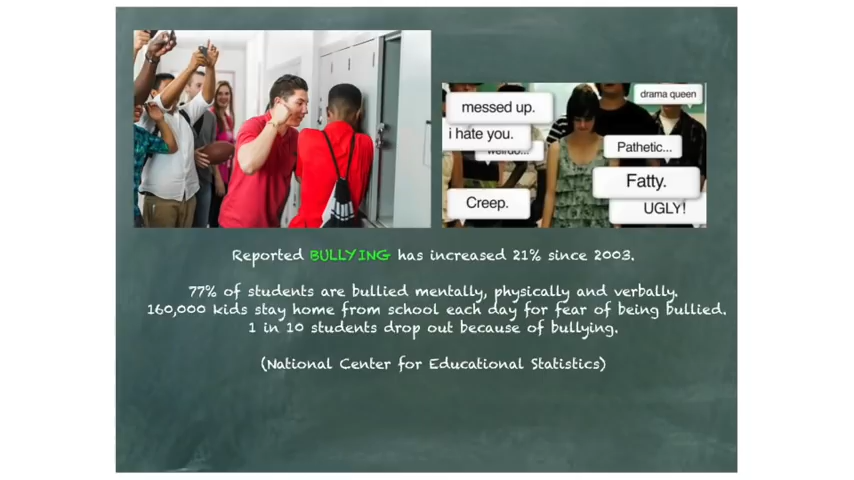 messed up.
drama queen
i hate you.
weirdo...
Pathetic...
Fatty.
Creep.
UGLY!
Reported BULLYING has increased 21% since 2003.
77% of students are bullied mentally, physically and verbally.
160,000 kids stay home from school each day for fear of being bullied.
1 in 10 students drop out because of bullying.
(National Center for Educational Statistics)